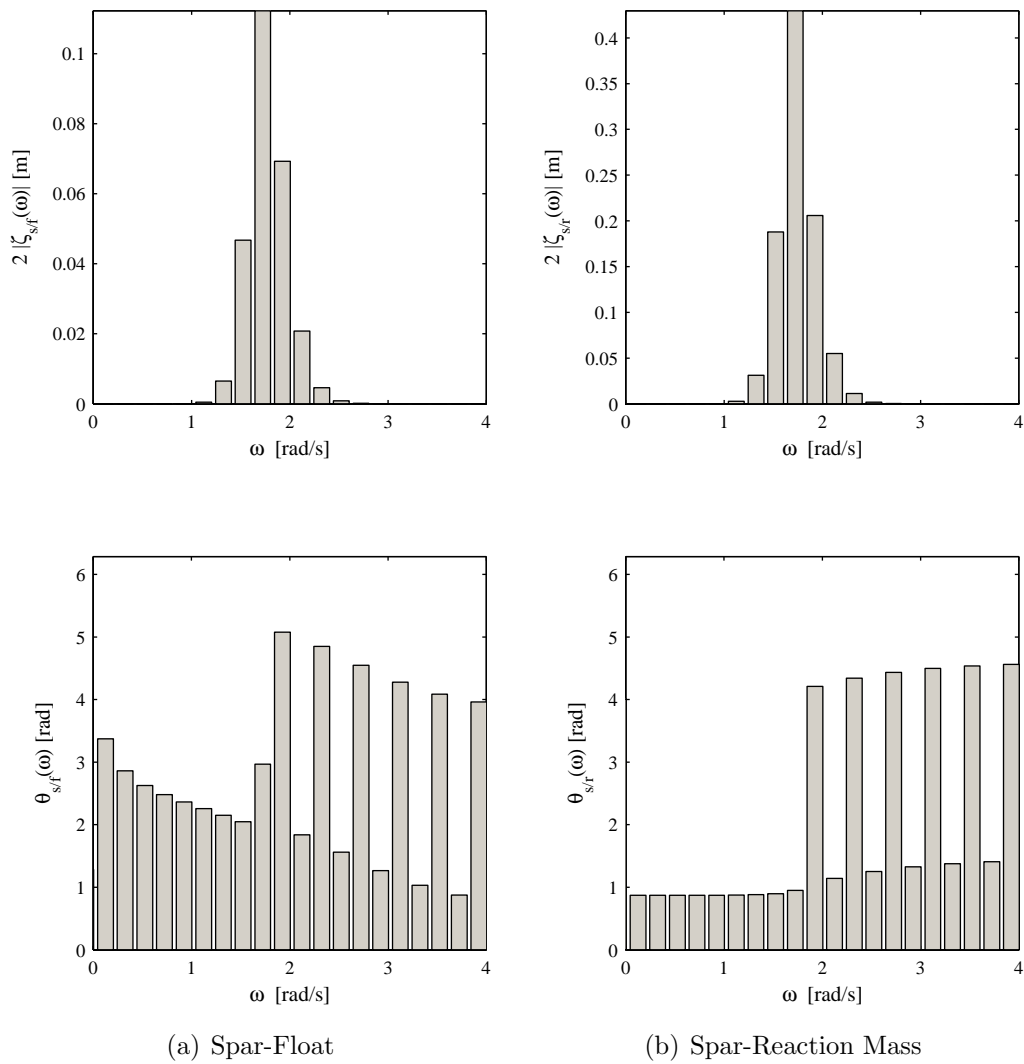 0.1
0.08
0.06
0.04
0.02
0
2 |ζs/f(ω)| [m]
0 1 2 3 4
ω [rad/s]
0.4
0.35
0.3
0.25
0.2
0.15
0.1
0.05
0
2 |ζs/r(ω)| [m]
0 1 2 3 4
ω [rad/s]
6
5
4
3
2
1
0
θs/f(ω) [rad]
0 1 2 3 4
ω [rad/s]
(a) Spar-Float
6
5
4
3
2
1
0
θs/r(ω) [rad]
0 1 2 3 4
ω [rad/s]
(b) Spar-Reaction Mass